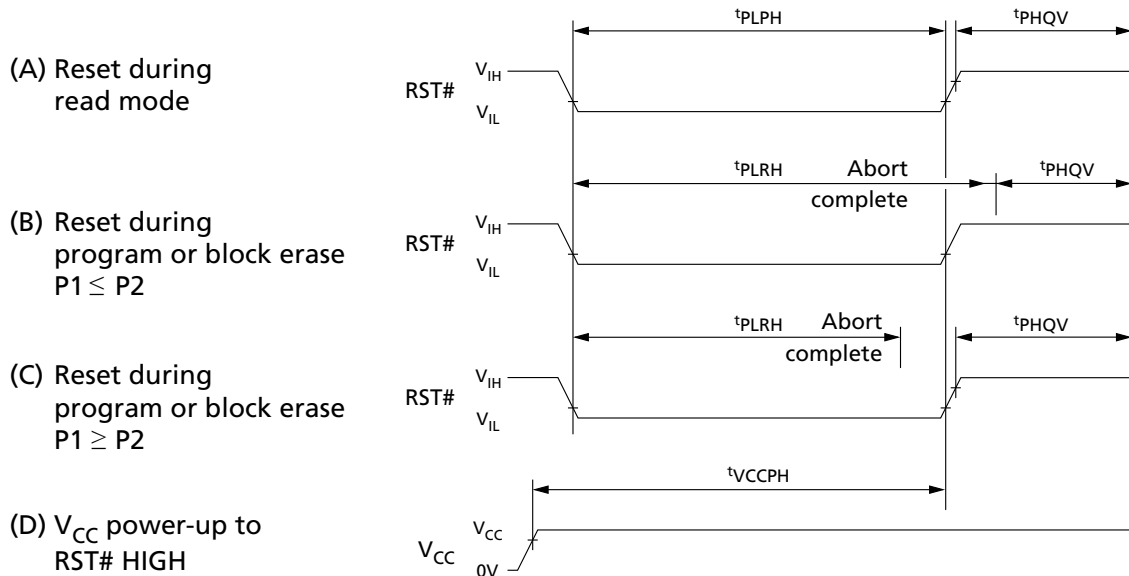 tPLPH
tPHQV
(A) Reset during
read mode
RST#
VIH
VIL
tPLRH
Abort
complete
tPHQV
(B) Reset during
program or block erase
P1 ≤ P2
RST#
VIH
VIL
tPLRH
Abort
complete
tPHQV
(C) Reset during
program or block erase
P1 ≥ P2
RST#
VIH
VIL
tVCCPH
(D) VCC power-up to
RST# HIGH
VCC
VCC
0V